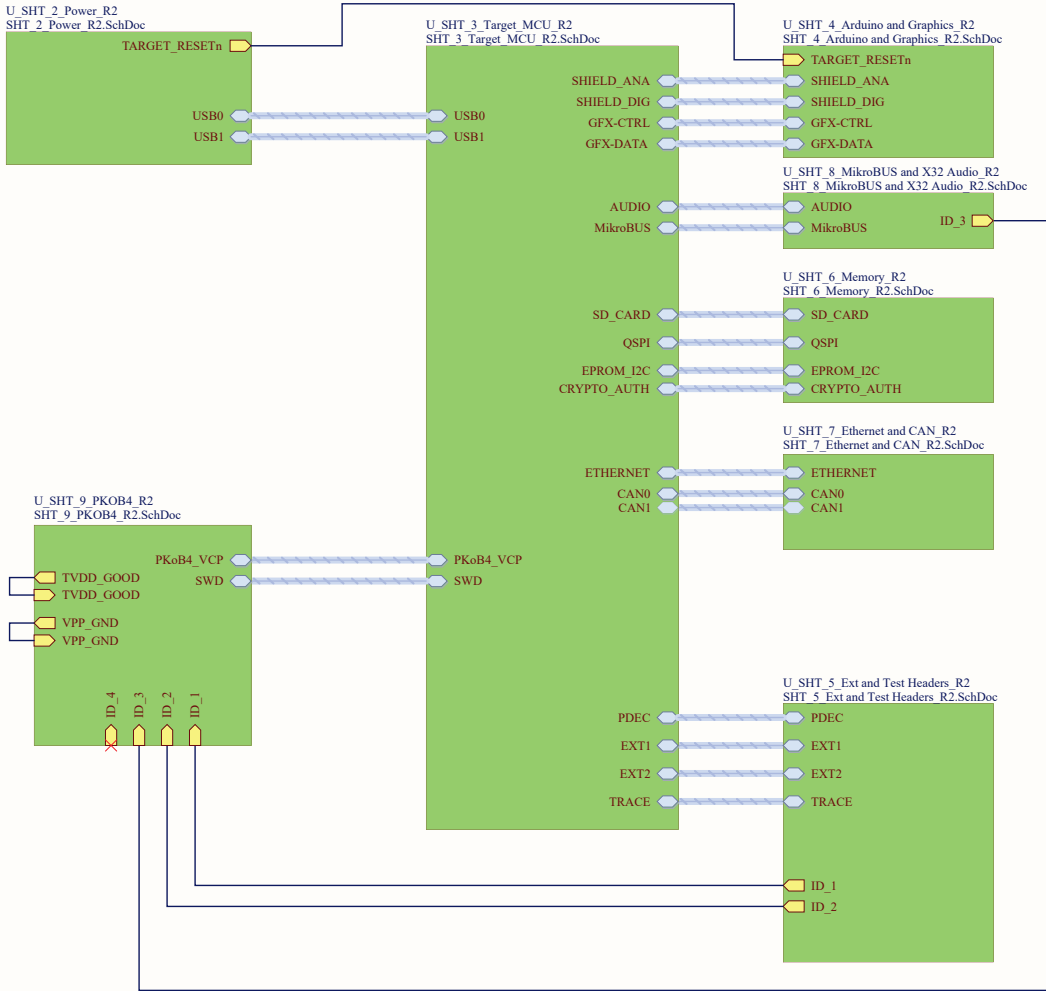 U_SHT_2_Power_R2
SHT_2_Power_R2.SchDoc
TARGET_RESETn
USB0
USB1
U_SHT_3_Target_MCU_R2
SHT_3_Target_MCU_R2.SchDoc
SHIELD_ANA
SHIELD_DIG
GFX-CTRL
GFX-DATA
USB0
USB1
AUDIO
MikroBUS
SD_CARD
QSPI
EPROM_I2C
CRYPTO_AUTH
ETHERNET
CAN0
CAN1
PKoB4_VCP
SWD
PDEC
EXT1
EXT2
TRACE
U_SHT_4_Arduino and Graphics_R2
SHT_4_Arduino and Graphics_R2.SchDoc
TARGET_RESETn
SHIELD_ANA
SHIELD_DIG
GFX-CTRL
GFX-DATA
U_SHT_8_MikroBUS and X32 Audio_R2
SHT_8_MikroBUS and X32 Audio_R2.SchDoc
AUDIO
ID_3
MikroBUS
U_SHT_6_Memory_R2
SHT_6_Memory_R2.SchDoc
SD_CARD
QSPI
EPROM_I2C
CRYPTO_AUTH
U_SHT_7_Ethernet and CAN_R2
SHT_7_Ethernet and CAN_R2.SchDoc
ETHERNET
CAN0
CAN1
U_SHT_9_PKOB4_R2
SHT_9_PKOB4_R2.SchDoc
PKoB4_VCP
SWD
TVDD_GOOD
TVDD_GOOD
VPP_GND
VPP_GND
ID_4
ID_3
ID_2
ID_1
U_SHT_5_Ext and Test Headers_R2
SHT_5_Ext and Test Headers_R2.SchDoc
PDEC
EXT1
EXT2
TRACE
ID_1
ID_2